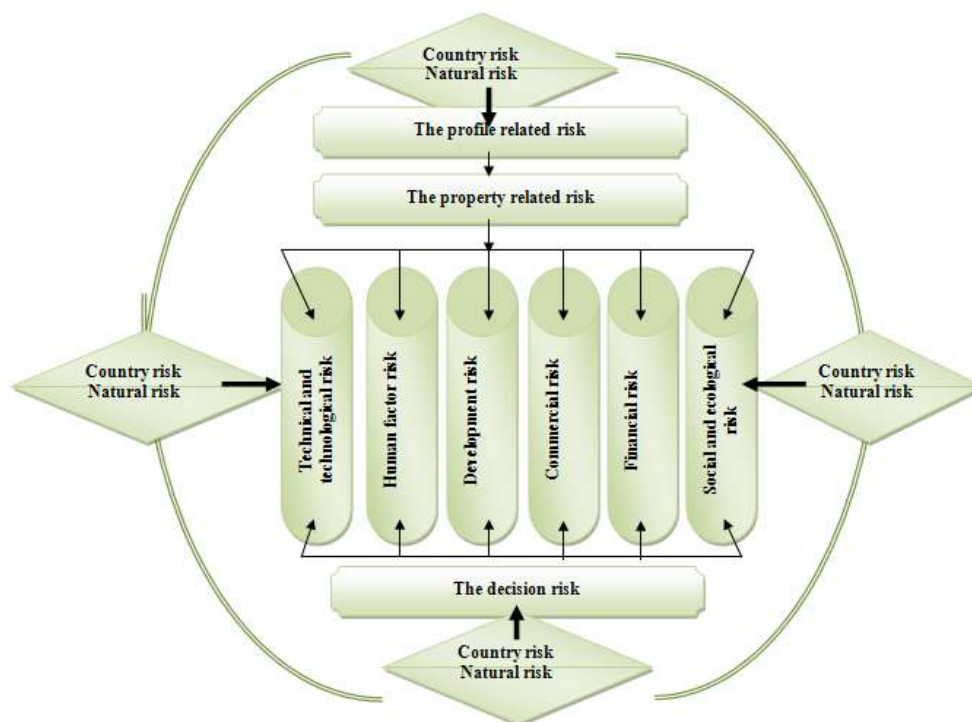 Country risk
Natural risk
The profile related risk
The property related risk
Country risk
Natural risk
Technical and
technological risk
Human factor risk
Development risk
Commercial risk
Financial risk
Social and ecological
risk
Country risk
Natural risk
The decision risk
Country risk
Natural risk